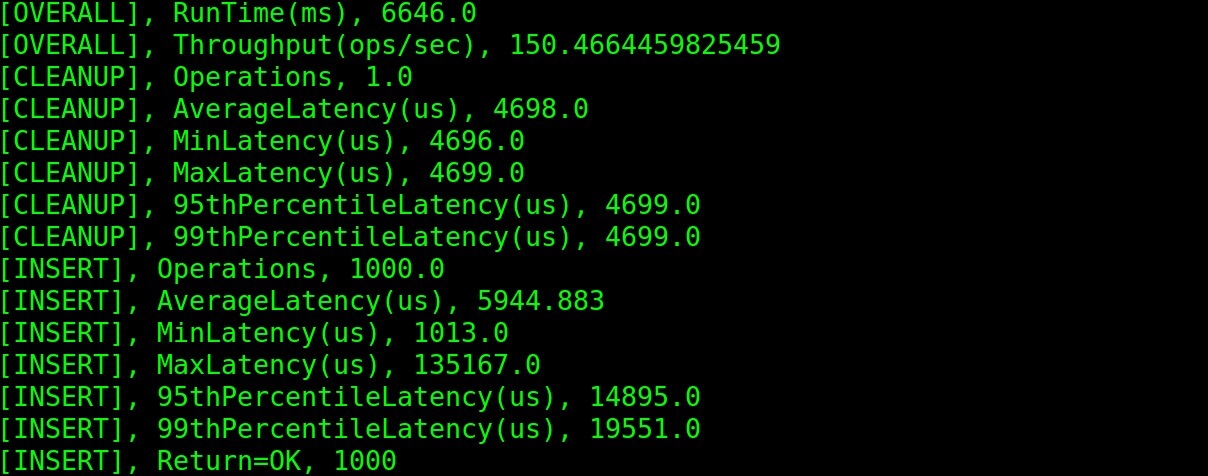 [OVERALL], RunTime(ms), 6646.0
[OVERALL], Throughput(ops/sec), 150.4664459825459
[CLEANUP], Operations, 1.0
[CLEANUP], AverageLatency(us), 4698.0
[CLEANUP], MinLatency(us), 4696.0
[CLEANUP], MaxLatency(us), 4699.0
[CLEANUP], 95thPercentileLatency(us), 4699.0
[CLEANUP], 99thPercentileLatency(us), 4699.0
[INSERT], Operations, 1000.0
[INSERT], AverageLatency(us), 5944.883
[INSERT], MinLatency(us), 1013.0
[INSERT], MaxLatency(us), 135167.0
[INSERT], 95thPercentileLatency(us), 14895.0
[INSERT], 99thPercentileLatency(us), 19551.0
[INSERT], Return=OK, 1000